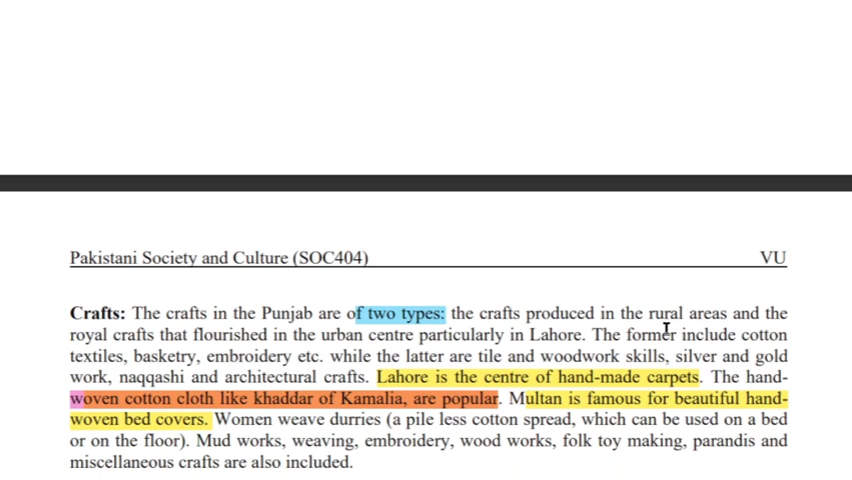 Pakistani Society and Culture (SOC404) VU
Crafts: The crafts in the Punjab are of two types: the crafts produced in the rural areas and the
royal crafts that flourished in the urban centre particularly in Lahore. The former include cotton
textiles, basketry, embroidery etc. while the latter are tile and woodwork skills, silver and gold
work, naqqashi and architectural crafts. Lahore is the centre of hand-made carpets. The hand-
woven cotton cloth like khaddar of Kamalia, are popular. Multan is famous for beautiful hand-
woven bed covers. Women weave durries (a pile less cotton spread, which can be used on a bed
or on the floor). Mud works, weaving, embroidery, wood works, folk toy making, parandis and
miscellaneous crafts are also included.